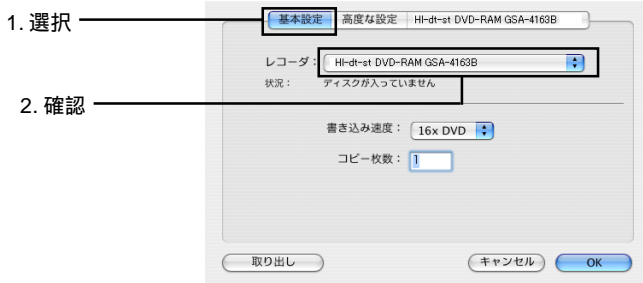 1. 選択
基本設定 高度な設定 HI-dt-st DVD-RAM GSA-4163B
レコーダ： HI-dt-st DVD-RAM GSA-4163B
状況： ディスクが入っていません
2. 確認
書き込み速度： 16x DVD
コピー枚数： 1
取り出し キャンセル OK